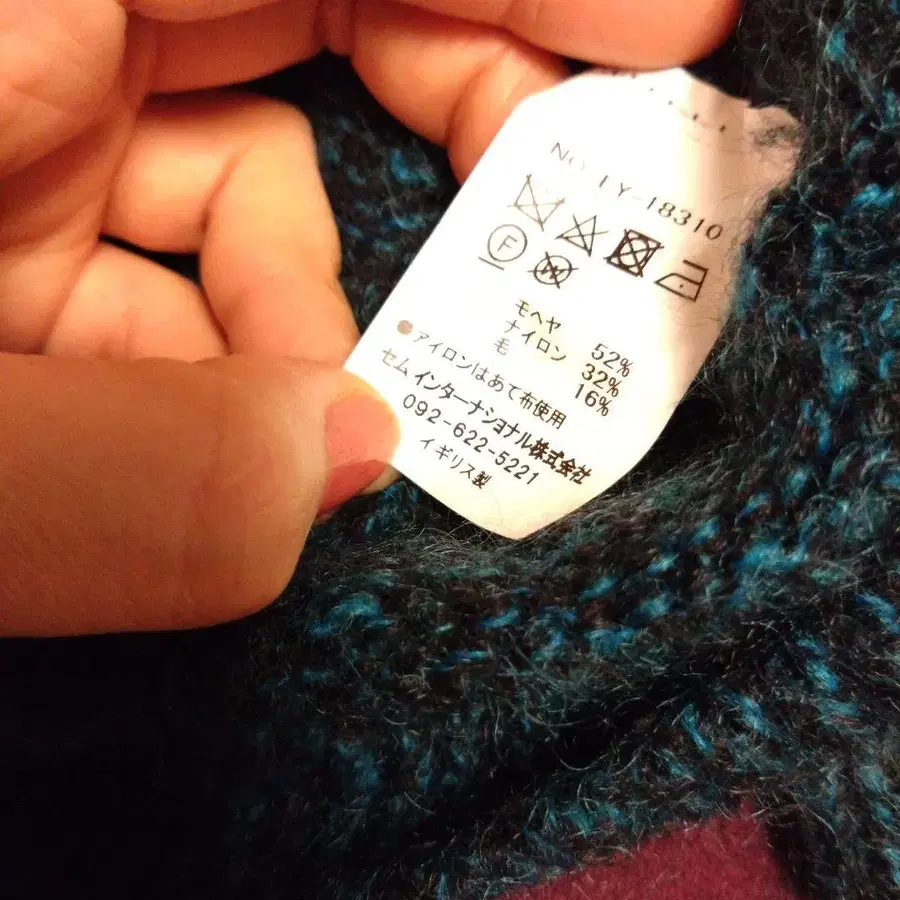 NO. LY-18310
F
W
モヘヤ 52%
ナイロン 32%
毛 16%
●アイロンはあて布使用
セムインターナショナル株式会社
092-622-5221
イギリス製